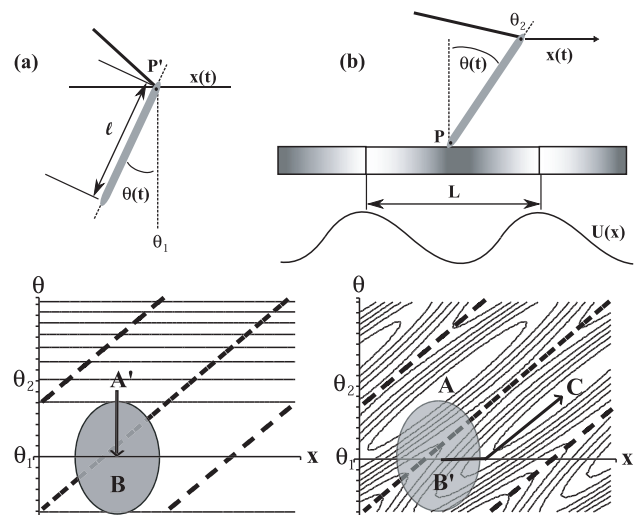 (a)
P'
x(t)
ℓ
θ(t)
θ₁
(b)
θ₂
θ(t)
x(t)
P
L
U(x)
θ
θ₂
A'
θ₁
B
x
θ
θ₂
A
C
θ₁
B'
x